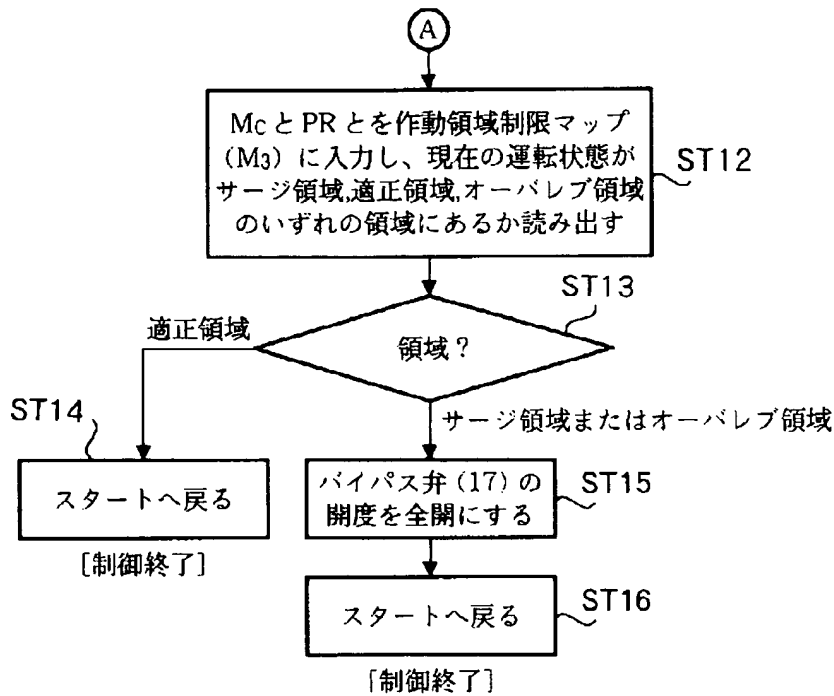 A
MCとPRとを作動領域制限マップ
(M3)に入力し、現在の運転状態が
サージ領域,適正領域,オーバレブ領域
のいずれの領域にあるか読み出す
ST12
ST13
領域?
適正領域
サージ領域またはオーバレブ領域
ST14
スタートへ戻る
[制御終了]
バイパス弁(17)の
開度を全開にする
ST15
スタートへ戻る
ST16
[制御終了]